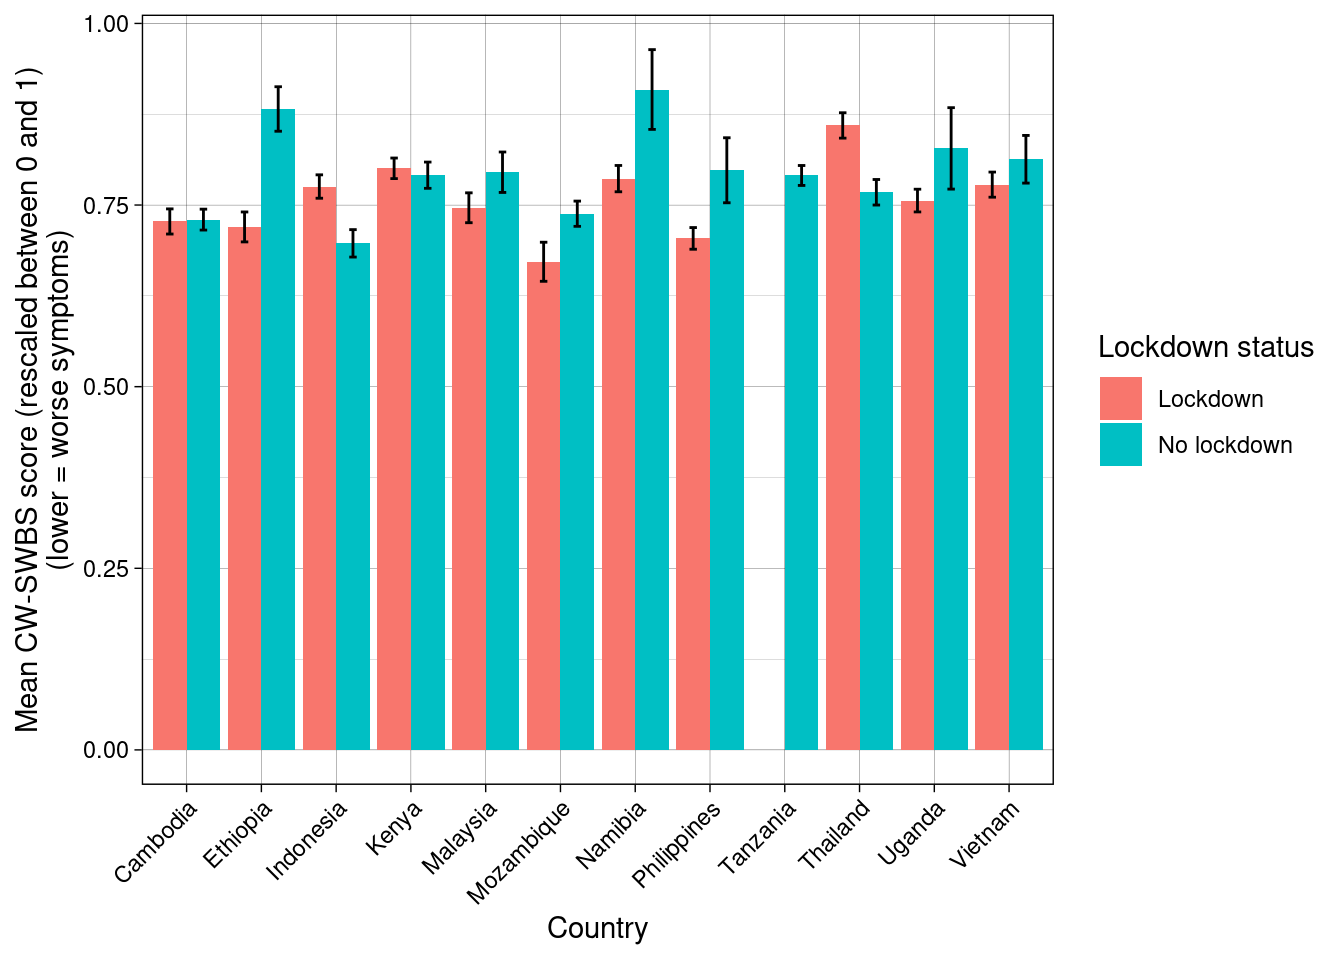 Mean CW-SWBS score (rescaled between 0 and 1)
(lower = worse symptoms)
1.00
0.75
0.50
0.25
0.00
Cambodia
Ethiopia
Indonesia
Kenya
Malaysia
Mozambique
Namibia
Philippines
Tanzania
Thailand
Uganda
Vietnam
Country
Lockdown status
Lockdown
No lockdown